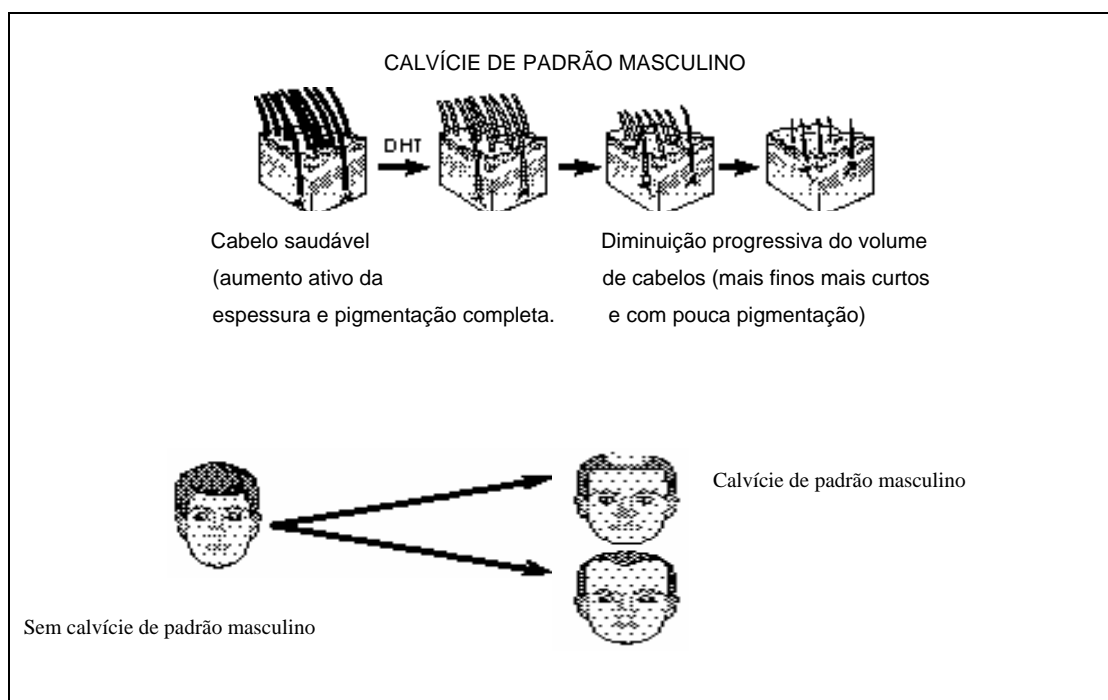 CALVÍCIE DE PADRÃO MASCULINO
DHT
Cabelo saudável
(aumento ativo da
espessura e pigmentação completa.
Diminuição progressiva do volume
de cabelos (mais finos mais curtos
e com pouca pigmentação)
Calvície de padrão masculino
Sem calvície de padrão masculino